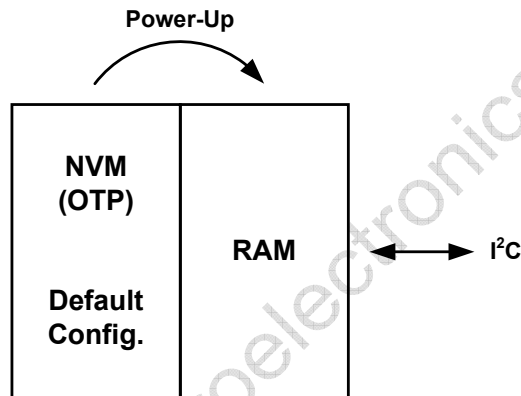 Power-Up
NVM
(OTP)
Default
Config.
RAM
I²C